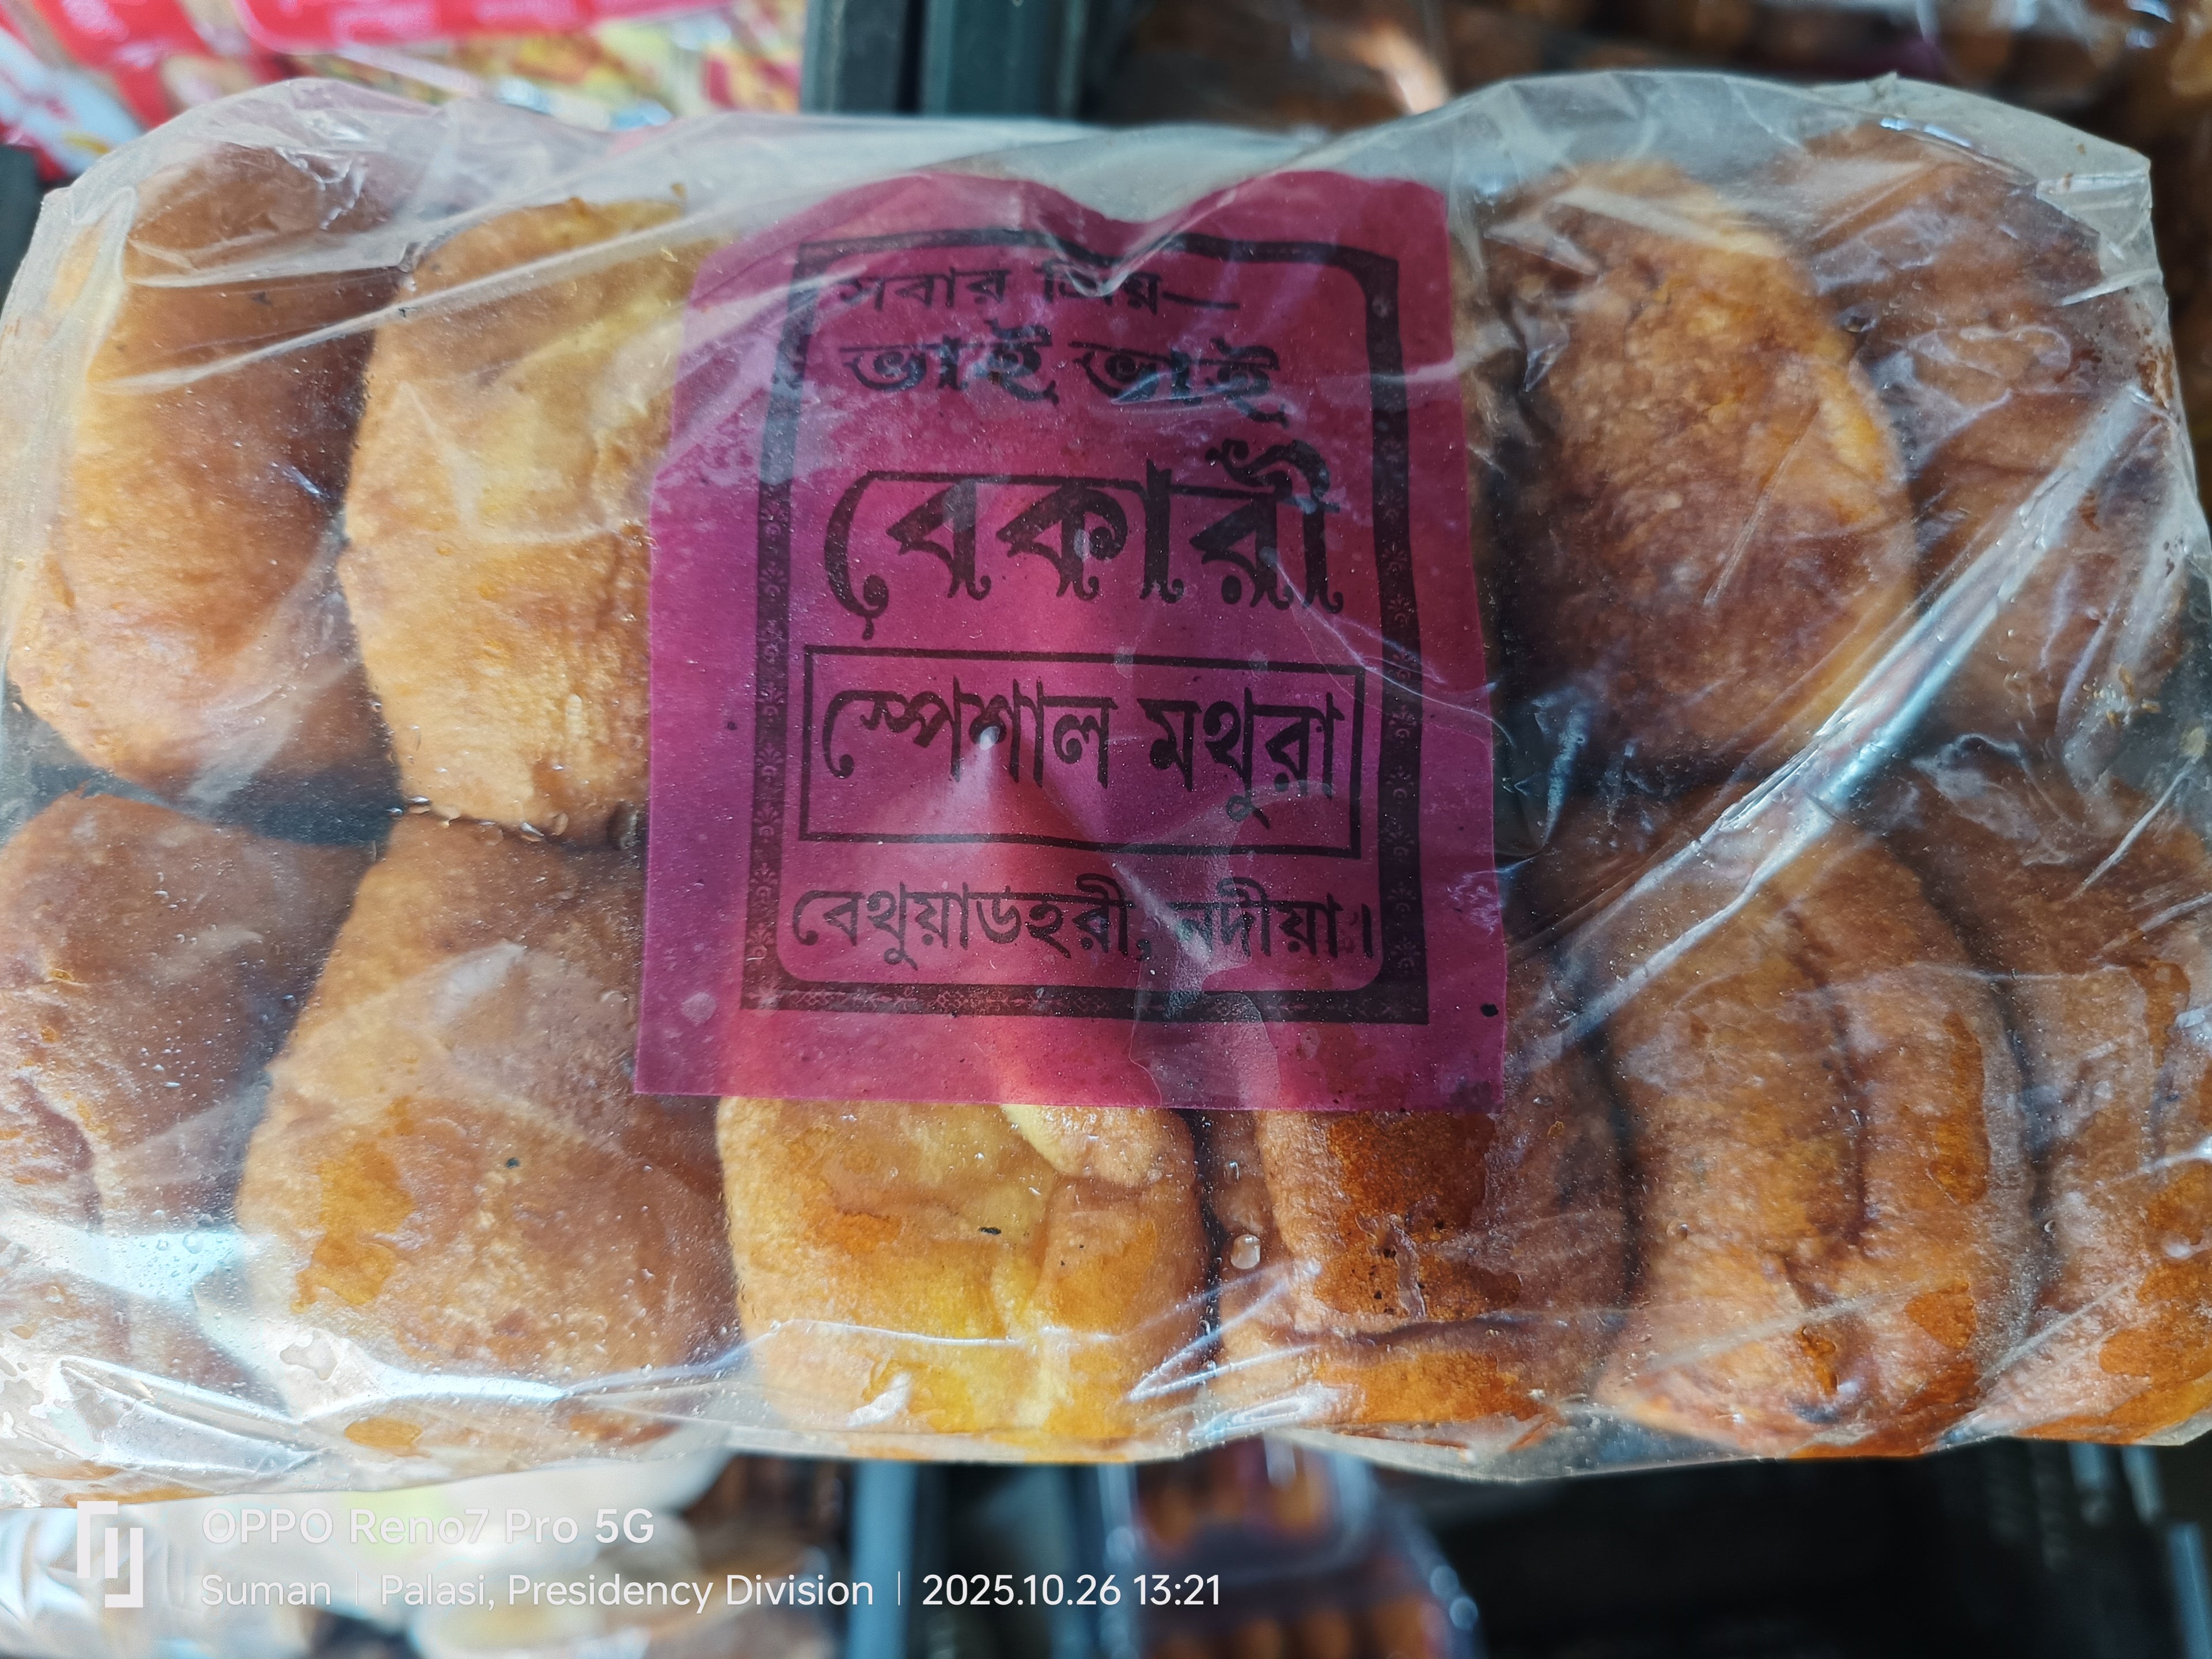 সবার প্রিয়—
ভাই ভাই
বেকারী
স্পেশাল মথুরা
বেথুয়াডহরী, নদীয়া।
OPPO Reno7 Pro 5G
Suman | Palasi, Presidency Division | 2025.10.26 13:21